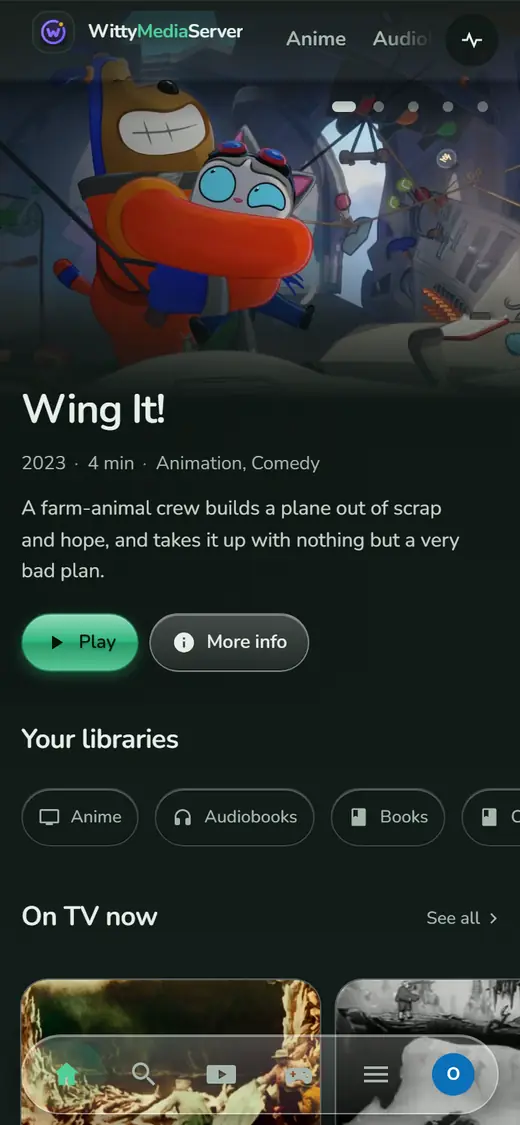 WittyMediaServer
Anime
Wing It!
2023 · 4 min · Animation, Comedy
A farm-animal crew builds a plane out of scrap
and hope, and takes it up with nothing but a very
bad plan.
Play
More info
Your libraries
Anime
Audiobooks
Books
On TV now
See all
O